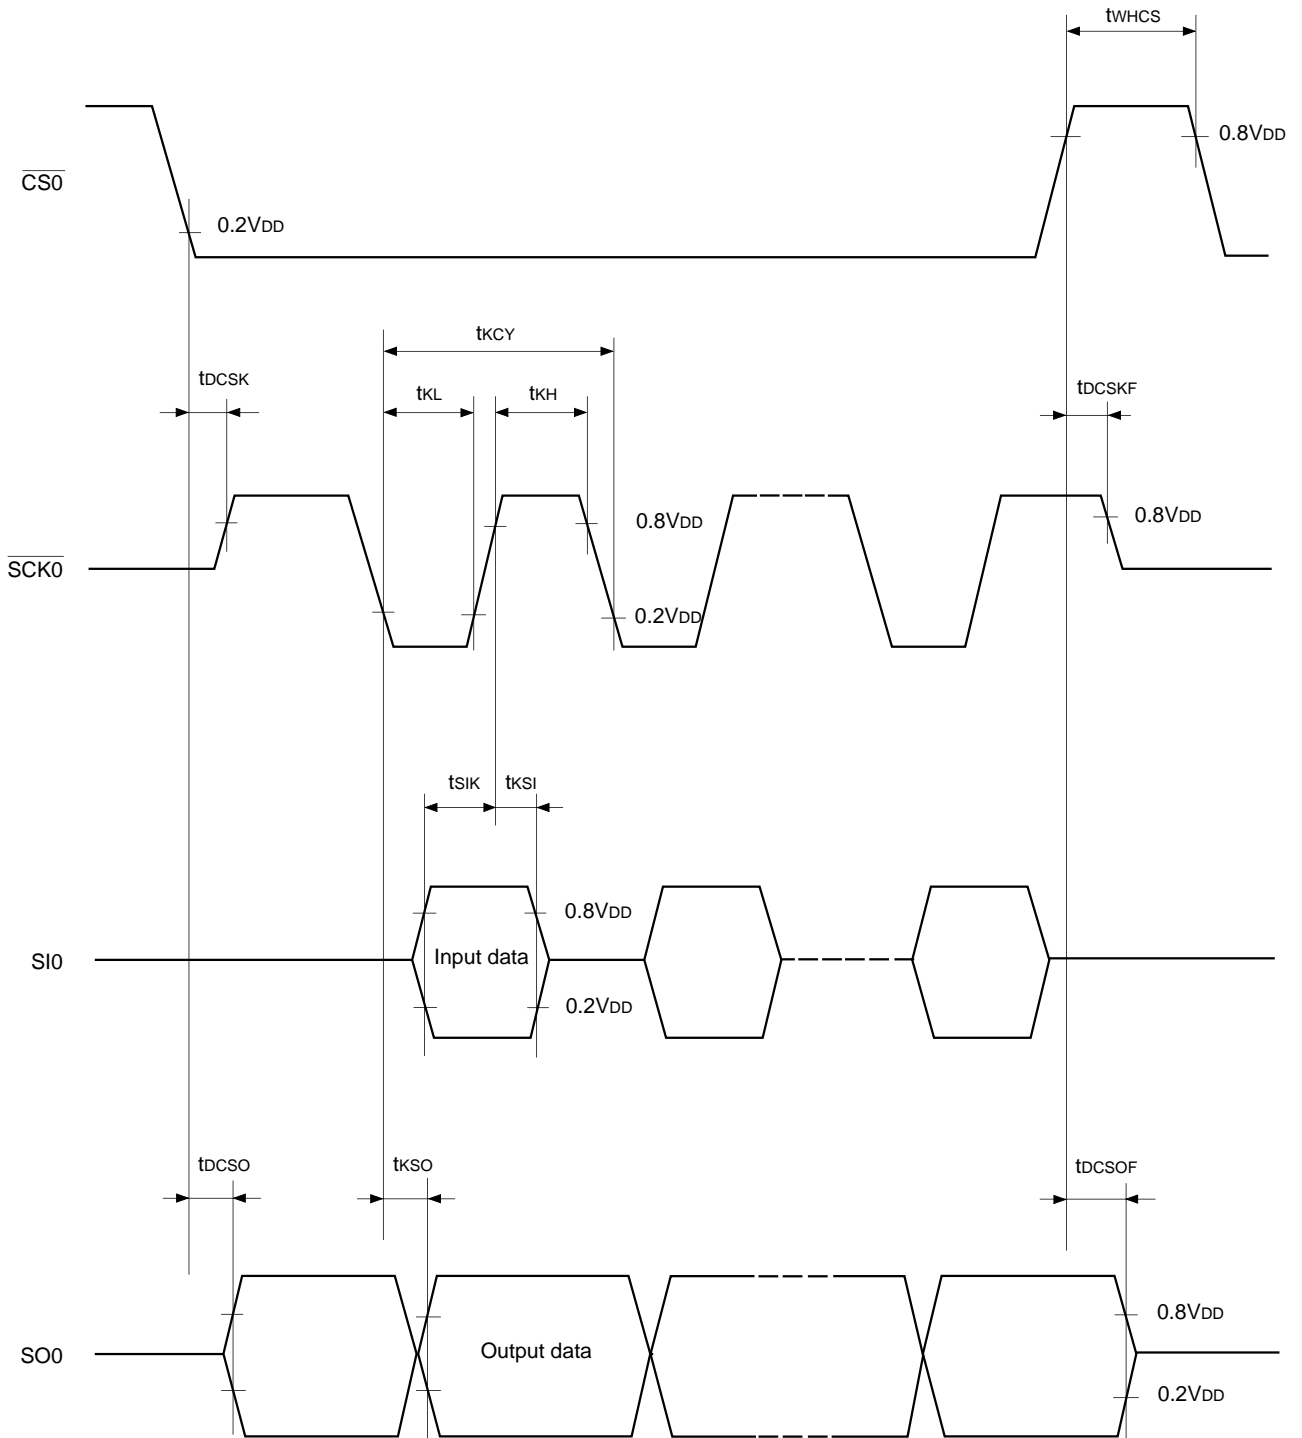 tWHCS
0.8VDD
CS0
0.2VDD
tKCY
tDCSK
tKL
tKH
tDCSKF
0.8VDD
0.8VDD
SCK0
0.2VDD
tSIK
tKSI
0.8VDD
SI0
Input data
0.2VDD
tDCSO
tKSO
tDCSOF
0.8VDD
SO0
Output data
0.2VDD